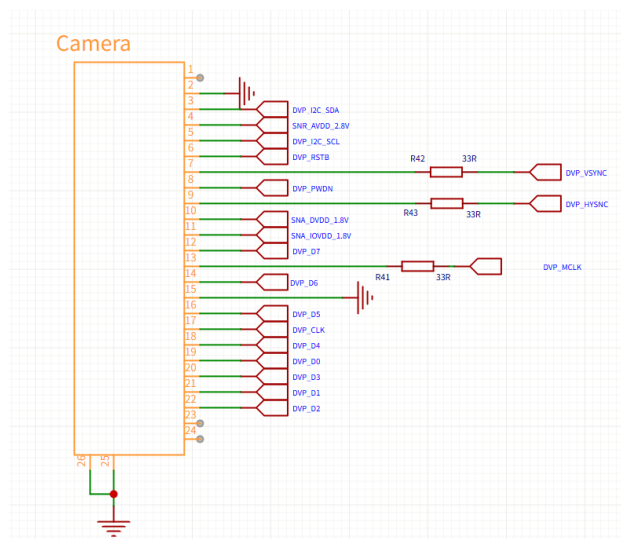 Camera
1
2
3
DVP_I2C_SDA
4
SNR_AVDD_2.8V
5
DVP_I2C_SCL
6
DVP_RSTB
7
R42 33R
DVP_VSYNC
8
DVP_PWDN
9
R43 33R
DVP_HYSNC
10
SNA_DVDD_1.8V
11
SNA_IOVDD_1.8V
12
DVP_D7
13
R41 33R
DVP_MCLK
14
DVP_D6
15
16
DVP_D5
17
DVP_CLK
18
DVP_D4
19
DVP_D0
20
DVP_D3
21
DVP_D1
22
DVP_D2
23
24
26 25